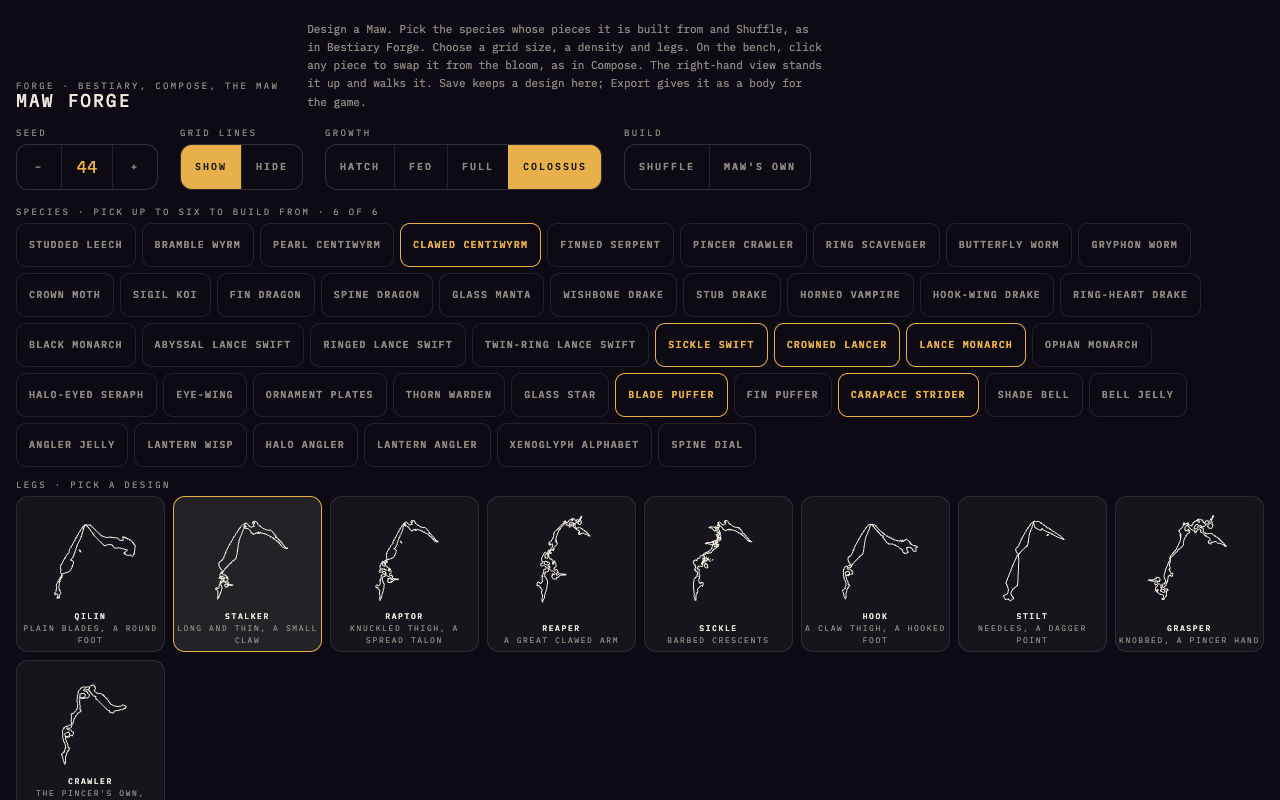 Design a Maw. Pick the species whose pieces it is built from and Shuffle, as
in Bestiary Forge. Choose a grid size, a density and legs. On the bench, click
any piece to swap it from the bloom, as in Compose. The right-hand view stands
it up and walks it. Save keeps a design here; Export gives it as a body for
the game.
FORGE · BESTIARY, COMPOSE, THE MAW
MAW FORGE
SEED GRID LINES GROWTH BUILD
− 44 + SHOW HIDE HATCH FED FULL COLOSSUS SHUFFLE MAW'S OWN
SPECIES · PICK UP TO SIX TO BUILD FROM · 6 OF 6
STUDDED LEECH BRAMBLE WYRM PEARL CENTIWYRM CLAWED CENTIWYRM FINNED SERPENT PINCER CRAWLER RING SCAVENGER BUTTERFLY WORM GRYPHON WORM
CROWN MOTH SIGIL KOI FIN DRAGON SPINE DRAGON GLASS MANTA WISHBONE DRAKE STUB DRAKE HORNED VAMPIRE HOOK-WING DRAKE RING-HEART DRAKE
BLACK MONARCH ABYSSAL LANCE SWIFT RINGED LANCE SWIFT TWIN-RING LANCE SWIFT SICKLE SWIFT CROWNED LANCER LANCE MONARCH OPHAN MONARCH
HALO-EYED SERAPH EYE-WING ORNAMENT PLATES THORN WARDEN GLASS STAR BLADE PUFFER FIN PUFFER CARAPACE STRIDER SHADE BELL BELL JELLY
ANGLER JELLY LANTERN WISP HALO ANGLER LANTERN ANGLER XENOGLYPH ALPHABET SPINE DIAL
LEGS · PICK A DESIGN
QILIN
PLAIN BLADES, A ROUND
FOOT
STALKER
LONG AND THIN, A SMALL
CLAW
RAPTOR
KNUCKLED THIGH, A
SPREAD TALON
REAPER
A GREAT CLAWED ARM
SICKLE
BARBED CRESCENTS
HOOK
A CLAW THIGH, A HOOKED
FOOT
STILT
NEEDLES, A DAGGER
POINT
GRASPER
KNOBBED, A PINCER HAND
CRAWLER
THE PINCER'S OWN,